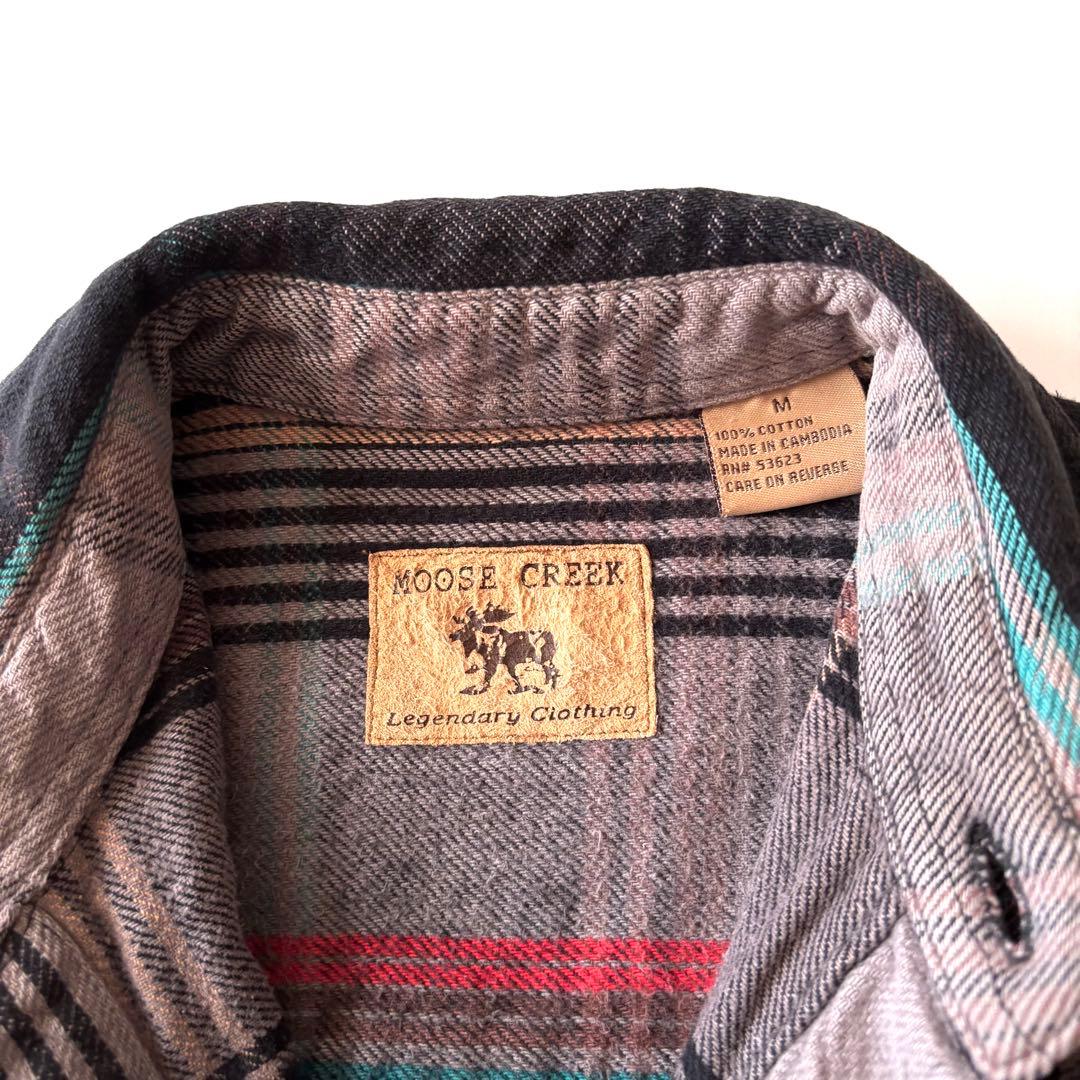 M
100% COTTON
MADE IN CAMBODIA
RN# 53623
CARE ON REVERSE
MOOSE CREEK
Legendary Clothing